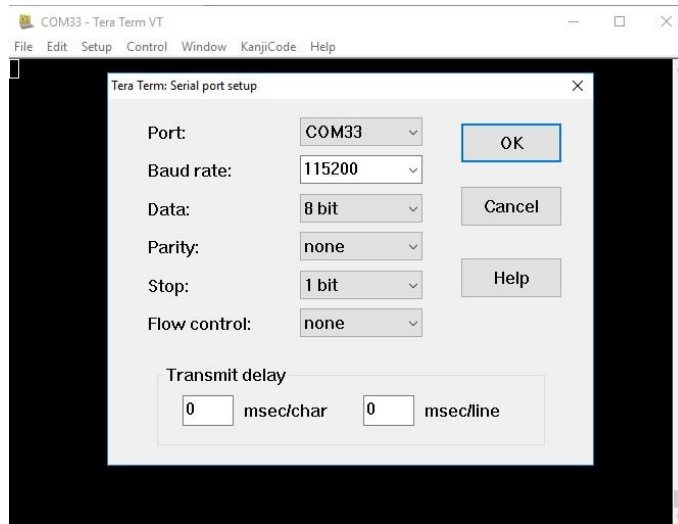 COM33 - Tera Term VT
File Edit Setup Control Window KanjiCode Help
Tera Term: Serial port setup
Port: COM33
OK
Baud rate: 115200
Data: 8 bit
Cancel
Parity: none
Stop: 1 bit
Help
Flow control: none
Transmit delay
0 msec/char 0 msec/line